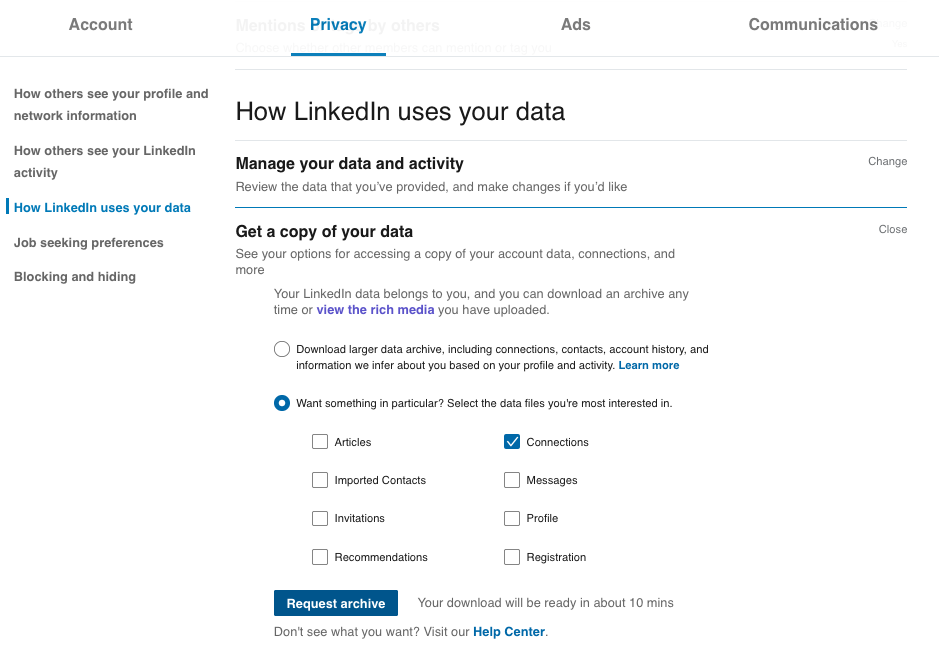 Account Privacy Ads Communications
How others see your profile and
network information
How others see your LinkedIn
activity
How LinkedIn uses your data
Job seeking preferences
Blocking and hiding
Mentions by others
Choose whether other members can mention or tag you
How LinkedIn uses your data
Manage your data and activity Change
Review the data that you’ve provided, and make changes if you’d like
Get a copy of your data Close
See your options for accessing a copy of your account data, connections, and
more
Your LinkedIn data belongs to you, and you can download an archive any
time or view the rich media you have uploaded.
Download larger data archive, including connections, contacts, account history, and
information we infer about you based on your profile and activity. Learn more
Want something in particular? Select the data files you're most interested in.
Articles Connections
Imported Contacts Messages
Invitations Profile
Recommendations Registration
Request archive Your download will be ready in about 10 mins
Don't see what you want? Visit our Help Center.